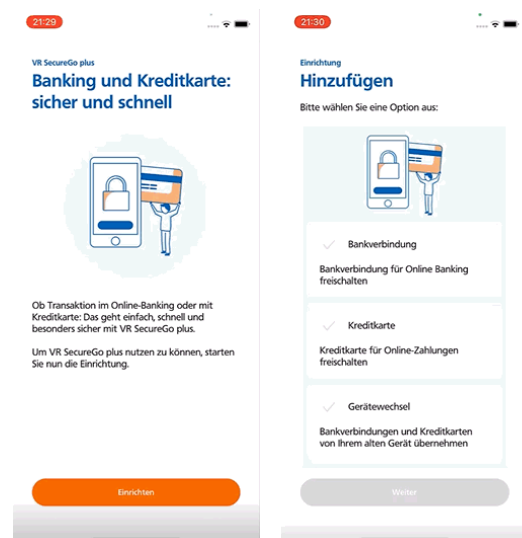 21:29
VR SecureGo plus
Banking und Kreditkarte:
sicher und schnell
Ob Transaktion im Online-Banking oder mit
Kreditkarte: Das geht einfach, schnell und
besonders sicher mit VR SecureGo plus.
Um VR SecureGo plus nutzen zu können, starten
Sie nun die Einrichtung.
Einrichten
21:30
Einrichtung
Hinzufügen
Bitte wählen Sie eine Option aus:
Bankverbindung
Bankverbindung für Online Banking
freischalten
Kreditkarte
Kreditkarte für Online-Zahlungen
freischalten
Gerätewechsel
Bankverbindungen und Kreditkarten
von Ihrem alten Gerät übernehmen
Weiter